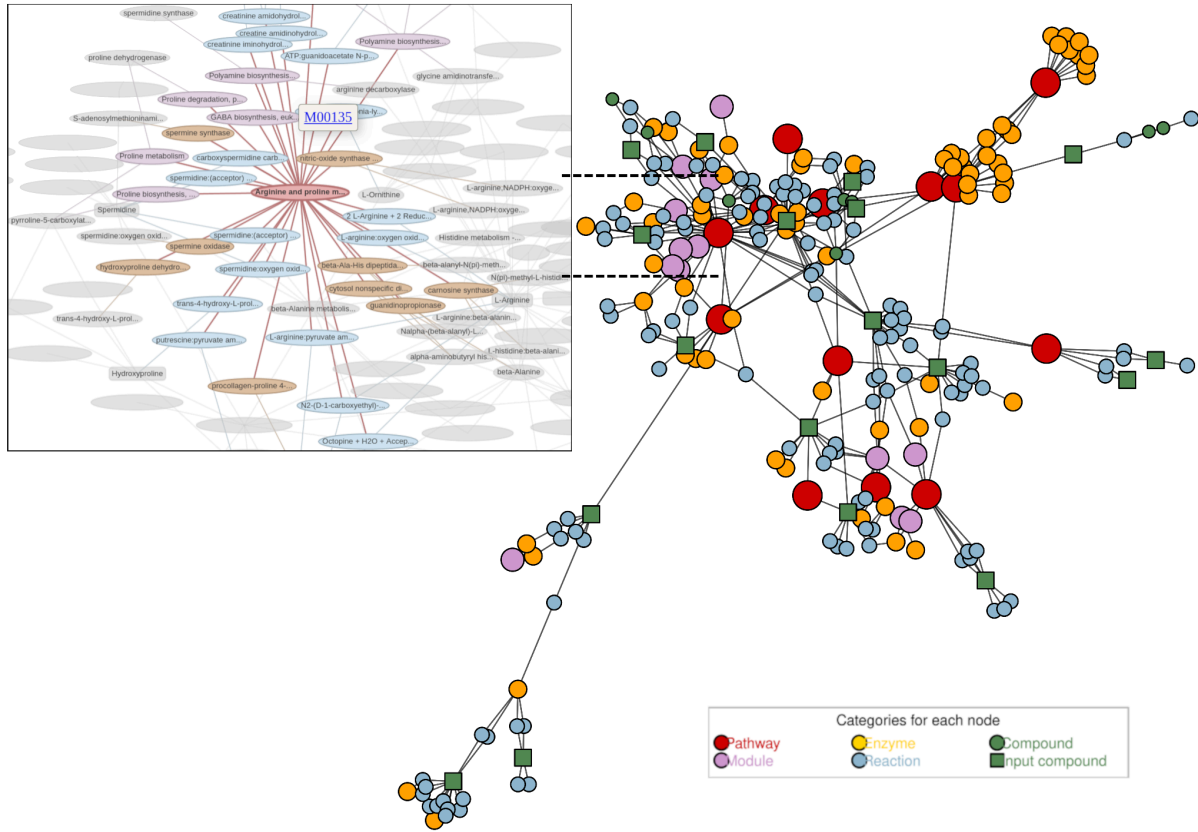 spermidine synthase
creatinine amidohydrol...
creatine amidinohydrol...
creatinine iminohydrol...
Polyamine biosynthesis...
ATP:guanidoacetate N-p...
proline dehydrogenase
Polyamine biosynthesis...
glycine amidinotransfe...
arginine decarboxylase
Proline degradation, p...
S-adenosylmethioninami...
GABA biosynthesis, euk...
M00135
spermine synthase
Proline metabolism
carboxyspermidine carb...
nitric-oxide synthase ...
spermidine:(acceptor) ...
Proline biosynthesis, ...
Arginine and proline m...
L-Ornithine
L-arginine,NADPH:oxyge...
Spermidine
pyrroline-5-carboxylat...
2 L-Arginine + 2 Reduc...
L-arginine,NADPH:oxyge...
spermidine:oxygen oxid...
spermidine:(acceptor)
L-arginine:oxygen oxid...
Histidine metabolism -...
spermine oxidase
hydroxyproline dehydro...
spermidine:oxygen oxid...
beta-Ala-His dipeptida...
beta-alanyl-N(pi)-meth...
N(pi)-methyl-L-histidi
cytosol nonspecific di...
carnosine synthase
trans-4-hydroxy-L-prol...
beta-Alanine metabolis...
guanidinopropionase
L-Arginine
trans-4-hydroxy-L-prol...
L-arginine:beta-alanin...
putrescine:pyruvate am...
L-arginine:pyruvate am...
Nalpha-(beta-alanyl)-L...
alpha-aminobutyryl his...
L-histidine:beta-alani...
Hydroxyproline
beta-Alanine
procollagen-proline 4-...
N2-(D-1-carboxyethyl)-...
Octopine + H2O + Accep...
Categories for each node
Pathway
Enzyme
Compound
Module
Reaction
Input compound